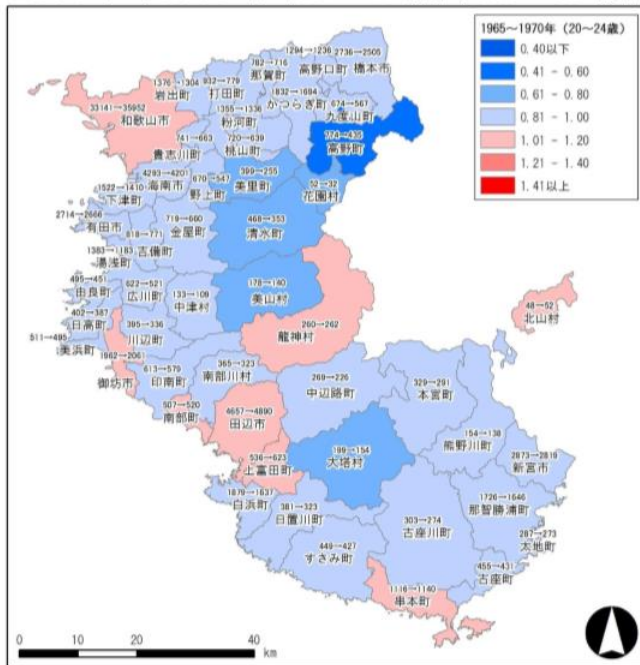 1965～1970年（20～24歳）
0.40以下
0.41 - 0.60
0.61 - 0.80
0.81 - 1.00
1.01 - 1.20
1.21 - 1.40
1.41以上
1294→1236
高野口町
2736→2505
橋本市
782→716
那賀町
1376→1304
岩出町
932→779
打田町
1832→1694
かつらぎ町
674→567
九度山町
33141→35952
和歌山市
1355→1336
粉河町
774→435
高野町
741→663
貴志川町
720→639
桃山町
4293→4201
海南市
670→547
野上町
399→255
美里町
52→32
花園村
1522→1410
下津町
2714→2666
有田市
719→660
金屋町
468→353
清水町
818→771
吉備町
1383→1183
湯浅町
495→451
由良町
622→521
広川町
133→109
中津村
178→140
美山村
48→52
北山村
402→387
日高町
395→336
川辺町
260→262
龍神村
511→495
美浜町
1962→2061
御坊市
613→579
印南町
365→323
南部川村
269→226
中辺路町
329→291
本宮町
507→520
南部町
4657→4890
田辺市
154→138
熊野川町
536→623
上富田町
199→154
大塔村
2873→2819
新宮市
1879→1637
白浜町
381→323
日置川町
303→274
古座川町
1726→1646
那智勝浦町
287→273
太地町
449→427
すさみ町
455→431
古座町
1116→1140
串本町
0
10
20
40
km